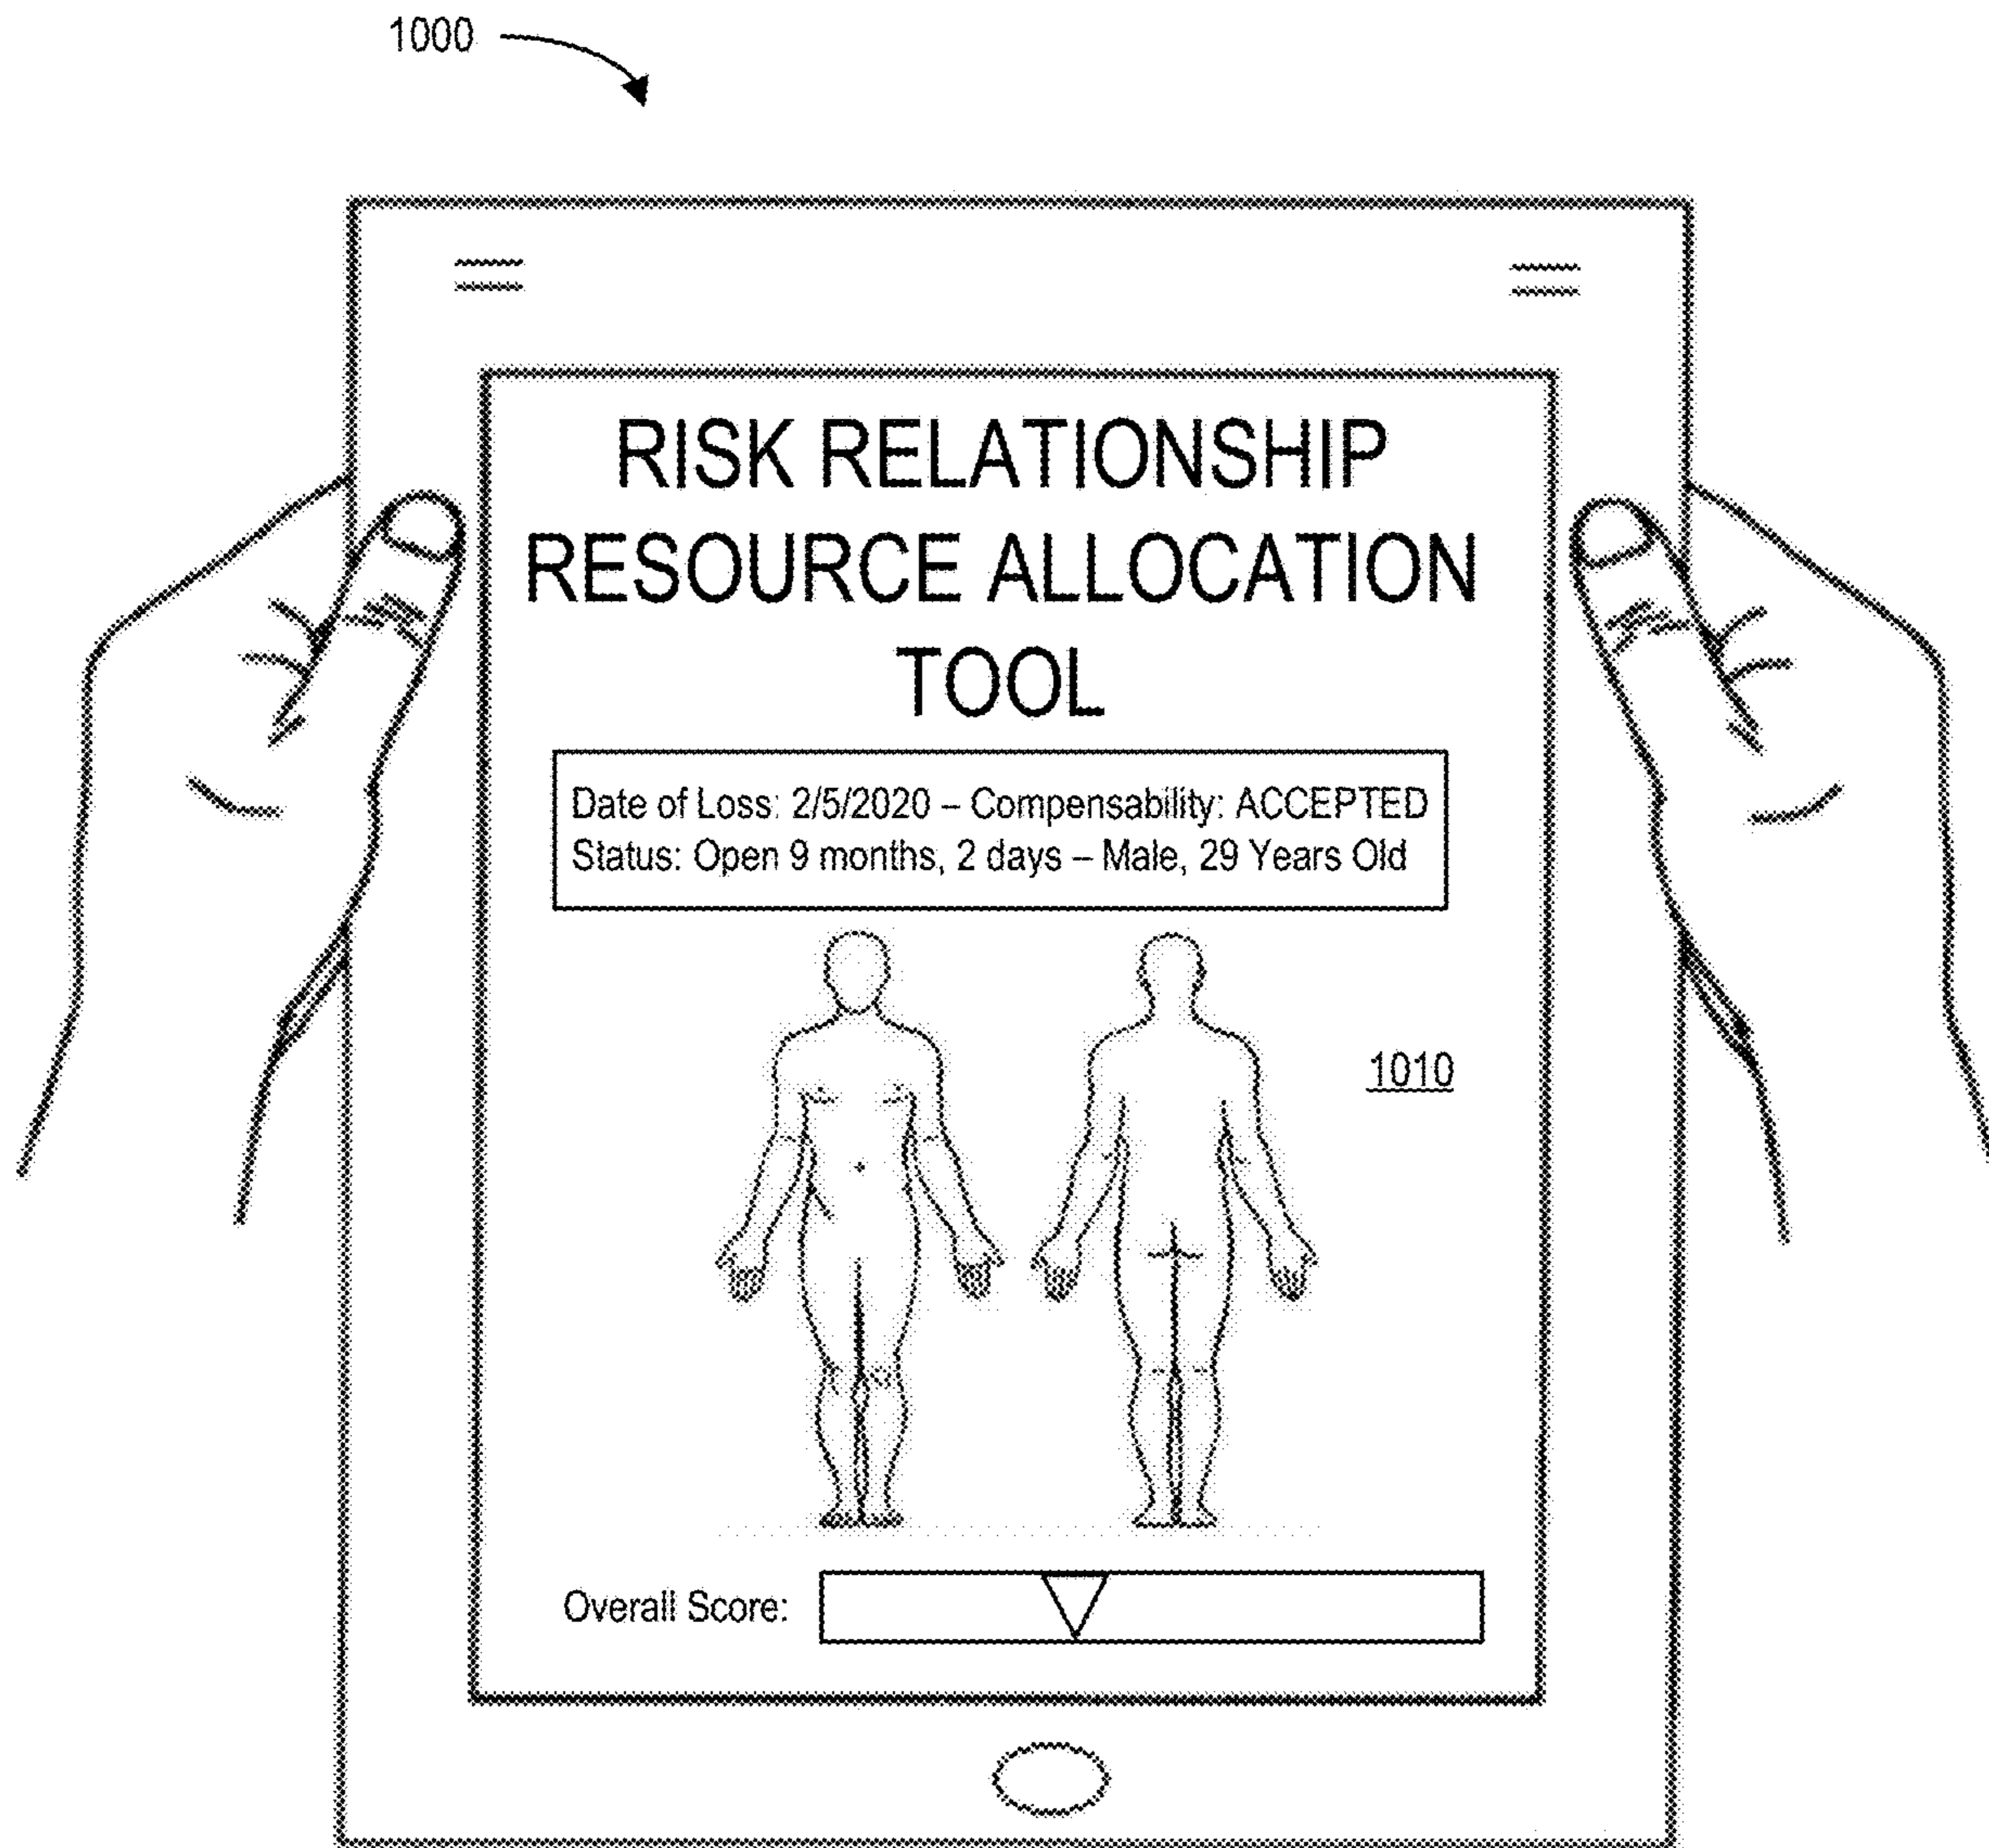 1000
RISK RELATIONSHIP
RESOURCE ALLOCATION
TOOL
Date of Loss: 2/5/2020 – Compensability: ACCEPTED
Status: Open 9 months, 2 days – Male, 29 Years Old
1010
Overall Score: